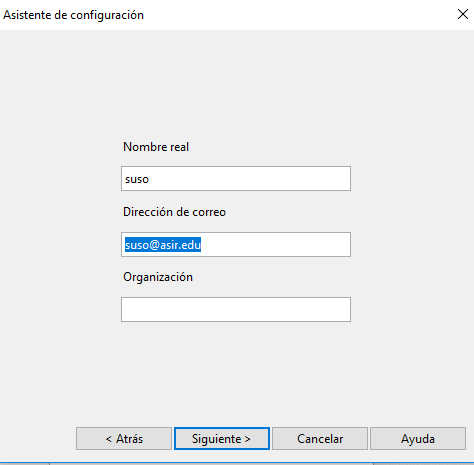 Asistente de configuración
Nombre real
suso
Dirección de correo
suso@asir.edu
Organización
< Atrás Siguiente > Cancelar Ayuda